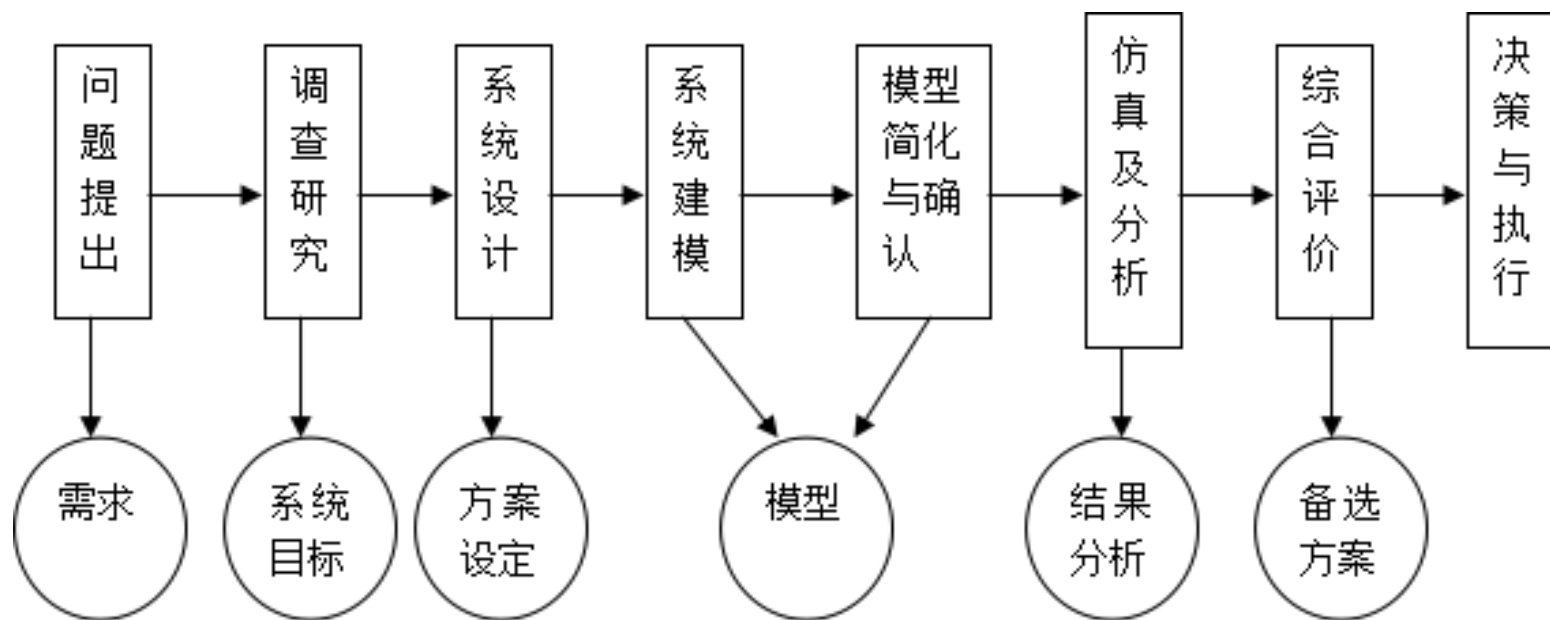 问题提出
调查研究
系统设计
系统建模
模型
简化
与确
认
仿真及分析
综合评价
决策与执行
需求
系统
目标
方案
设定
模型
结果
分析
备选
方案